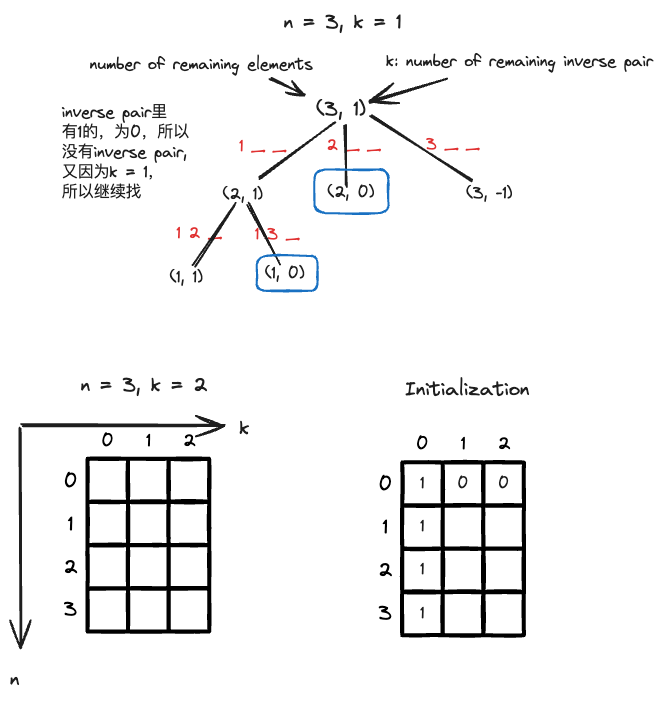 n = 3, k = 1
number of remaining elements
k: number of remaining inverse pair
(3, 1)
inverse pair里
有1的，为0，所以
没有inverse pair,
又因为k = 1,
所以继续找
1 _ _
2 _ _
3 _ _
(2, 1)
(2, 0)
(3, -1)
1 2 _
1 3 _
(1, 1)
(1, 0)
n = 3, k = 2
k
0 1 2
0
1
2
3
n
Initialization
0 1 2
0 1 0 0
1 1
2 1
3 1